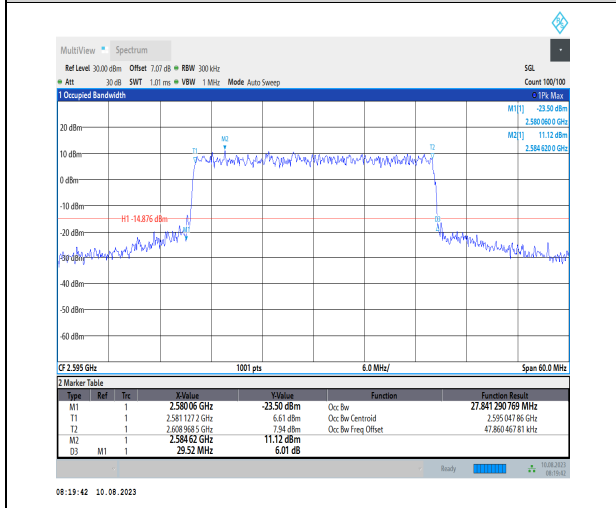 MultiView Spectrum
Ref Level 30.00 dBm Offset 7.07 dB RBW 300 kHz SGL
Att 30 dB SWT 1.01 ms VBW 1 MHz Mode Auto Sweep Count 100/100
1 Occupied Bandwidth 1Pk Max
M1[1] -23.50 dBm
2.580 060 0 GHz
M2[1] 11.12 dBm
2.584 620 0 GHz
20 dBm
M2
T1 T2
10 dBm
0 dBm
-10 dBm
H1 -14.876 dBm
D3
M1
-20 dBm
-30 dBm
-40 dBm
-50 dBm
-60 dBm
CF 2.595 GHz 1001 pts 6.0 MHz/ Span 60.0 MHz
2 Marker Table
Type Ref Trc X-Value Y-Value Function Function Result
M1 1 2.580 06 GHz -23.50 dBm Occ Bw 27.841 290 769 MHz
T1 1 2.581 127 2 GHz 6.61 dBm Occ Bw Centroid 2.595 047 86 GHz
T2 1 2.608 968 5 GHz 7.94 dBm Occ Bw Freq Offset 47.860 467 81 kHz
M2 1 2.584 62 GHz 11.12 dBm
D3 M1 1 29.52 MHz 6.01 dB
Ready 10.08.2023
08:19:42
08:19:42 10.08.2023